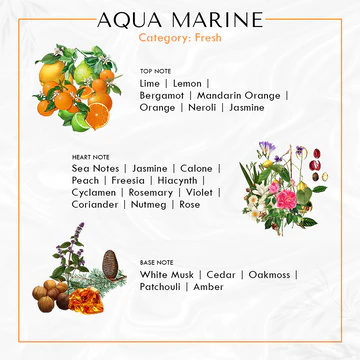 AQUA MARINE
Category: Fresh
TOP NOTE
Lime | Lemon |
Bergamot | Mandarin Orange |
Orange | Neroli | Jasmine
HEART NOTE
Sea Notes | Jasmine | Calone |
Peach | Freesia | Hiacynth |
Cyclamen | Rosemary | Violet |
Coriander | Nutmeg | Rose
BASE NOTE
White Musk | Cedar | Oakmoss |
Patchouli | Amber